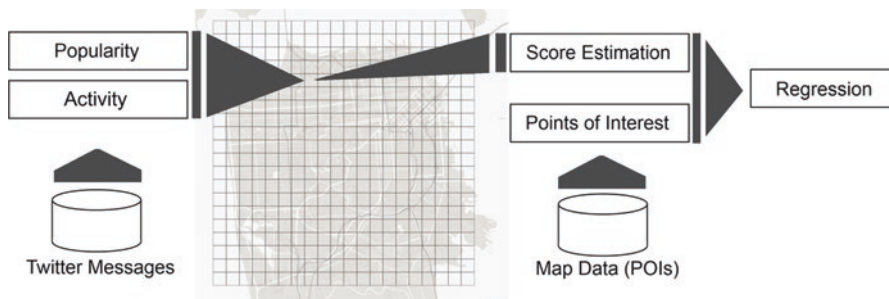 Popularity
Activity
Twitter Messages
Score Estimation
Points of Interest
Map Data (POIs)
Regression